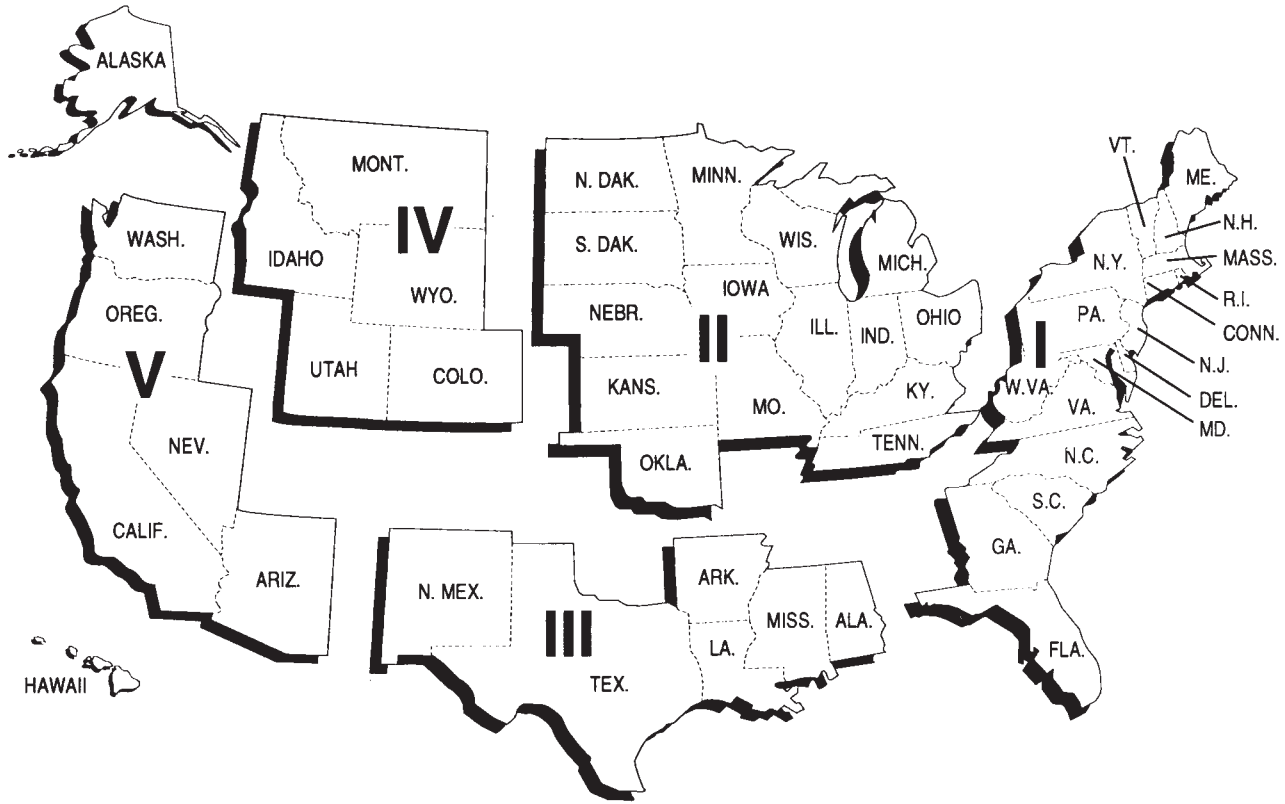 ALASKA
MONT.
IV
IDAHO
WYO.
UTAH
COLO.
WASH.
OREG.
V
NEV.
CALIF.
ARIZ.
HAWAII
N. DAK.
MINN.
S. DAK.
WIS.
MICH.
IOWA
NEBR.
II
ILL.
IND.
OHIO
KANS.
MO.
KY.
TENN.
OKLA.
N. MEX.
III
TEX.
ARK.
MISS.
ALA.
LA.
VT.
ME.
N.H.
N.Y.
MASS.
R.I.
PA.
CONN.
I
N.J.
W.VA.
DEL.
VA.
MD.
N.C.
S.C.
GA.
FLA.